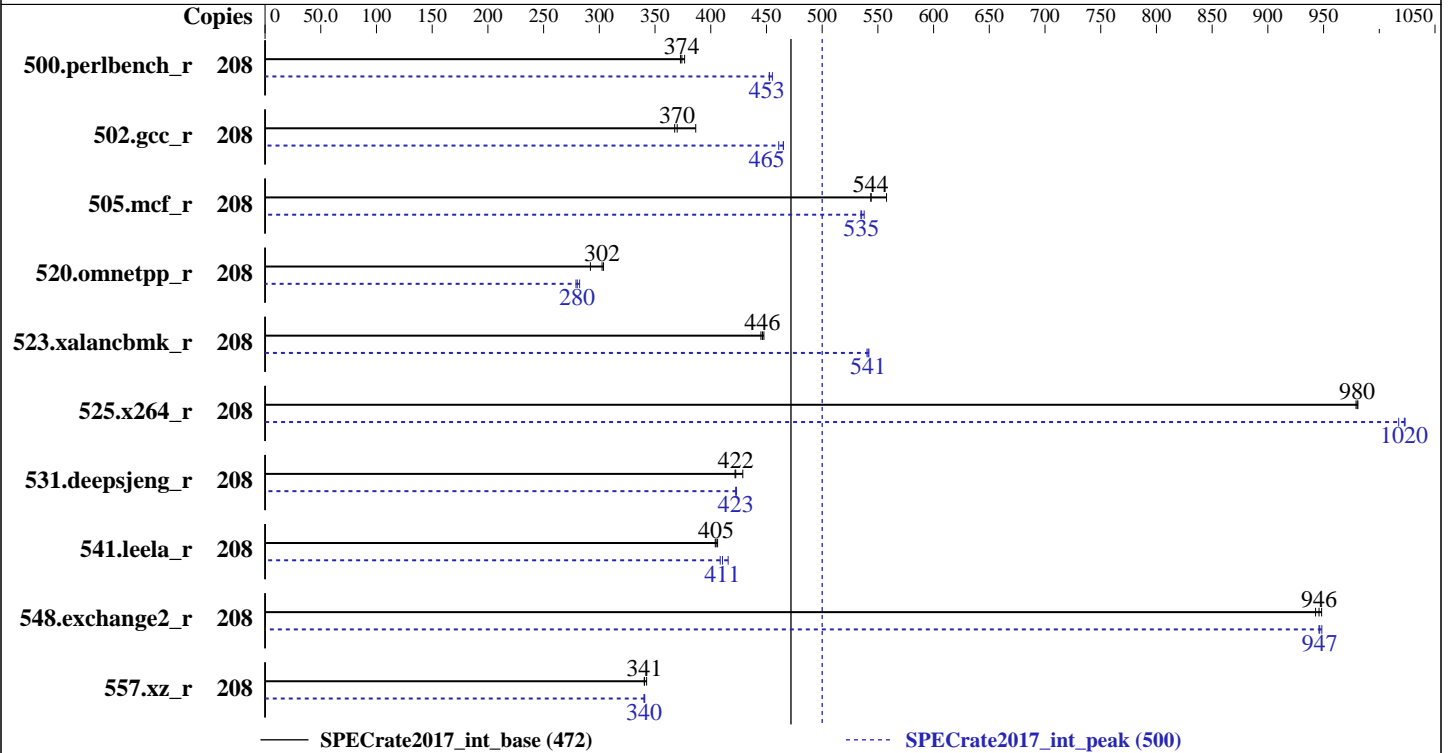 Copies 0 50.0 100 150 200 250 300 350 400 450 500 550 600 650 700 750 800 850 900 950 1050
500.perlbench_r 208 374
453
502.gcc_r 208 370
465
505.mcf_r 208 544
535
520.omnetpp_r 208 302
280
523.xalancbmk_r 208 446
541
525.x264_r 208 980
1020
531.deepsjeng_r 208 422
423
541.leela_r 208 405
411
548.exchange2_r 208 946
947
557.xz_r 208 341
340
SPECrate2017_int_base (472) SPECrate2017_int_peak (500)